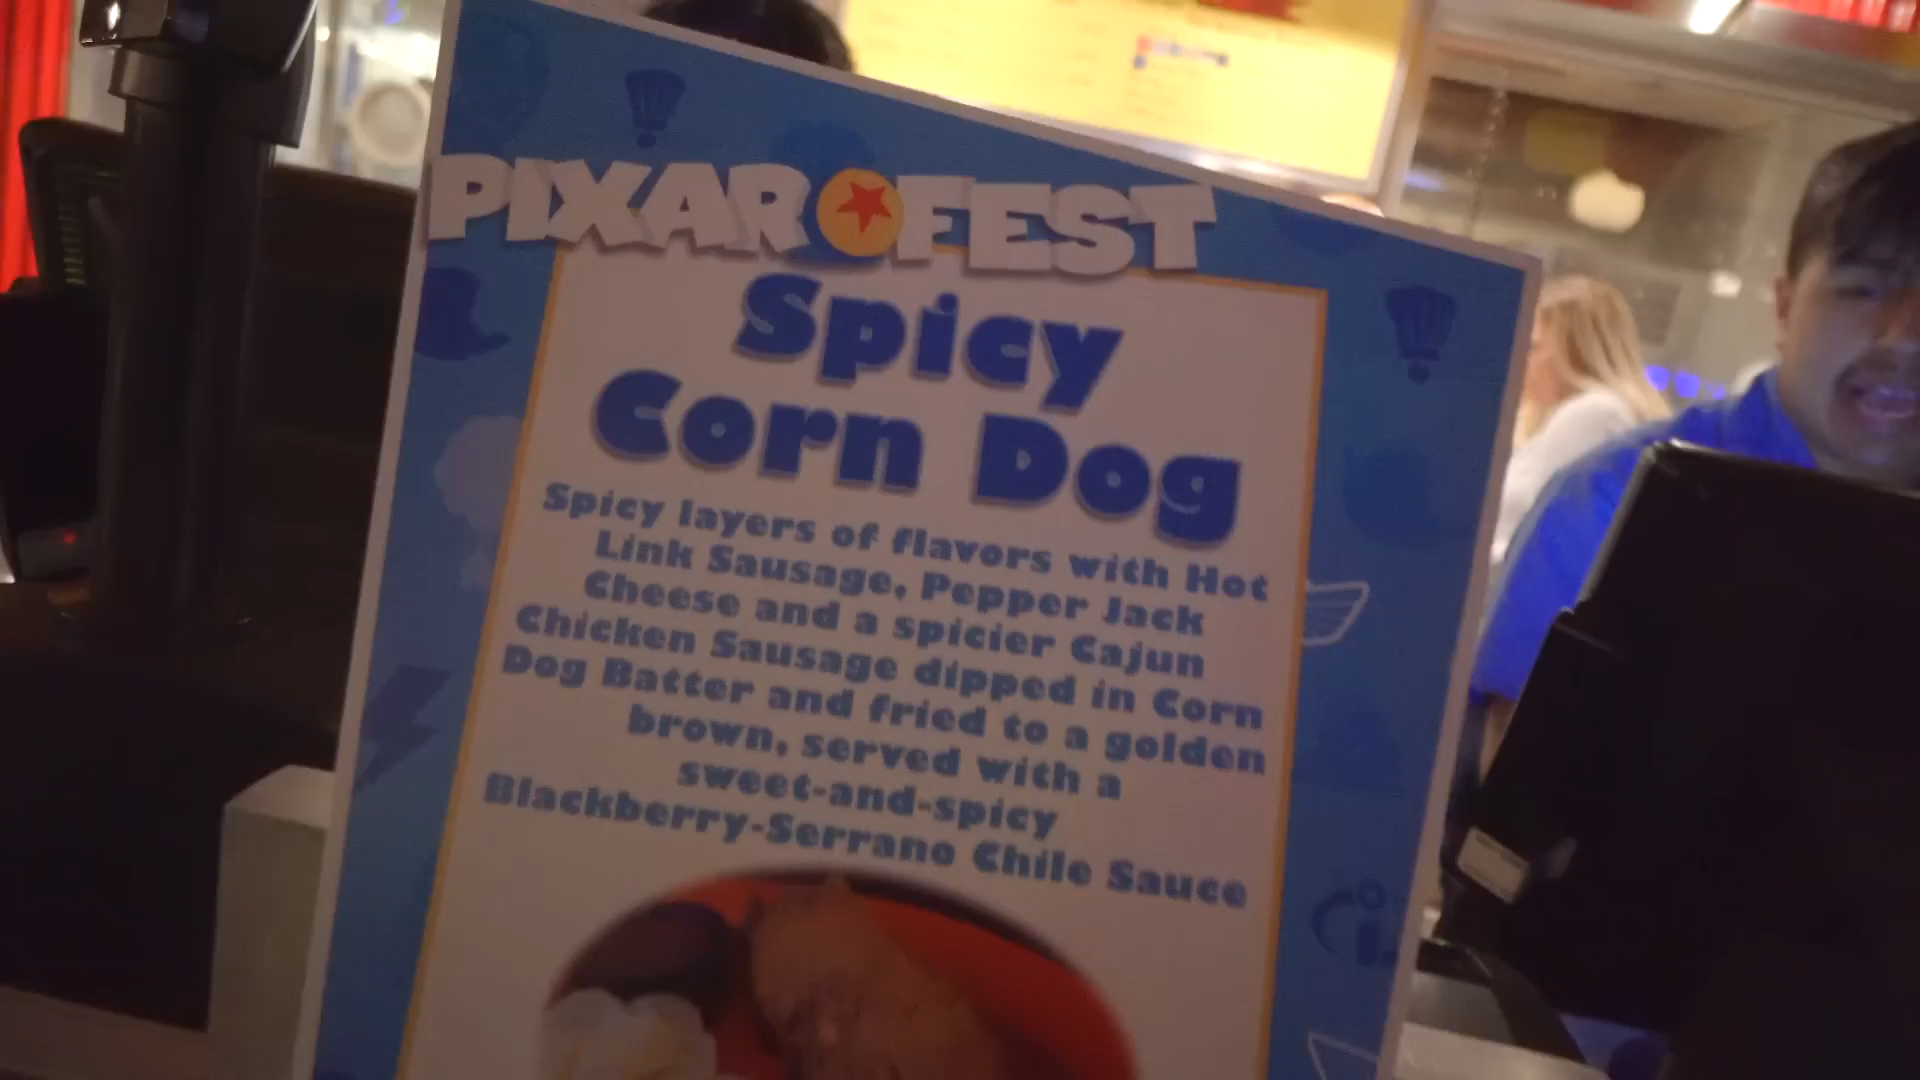 PIXAR FEST
Spicy
Corn Dog
Spicy layers of flavors with Hot
Link Sausage, Pepper Jack
Cheese and a spicier Cajun
Chicken Sausage dipped in Corn
Dog Batter and fried to a golden
brown, served with a
sweet-and-spicy
Blackberry-Serrano Chile Sauce